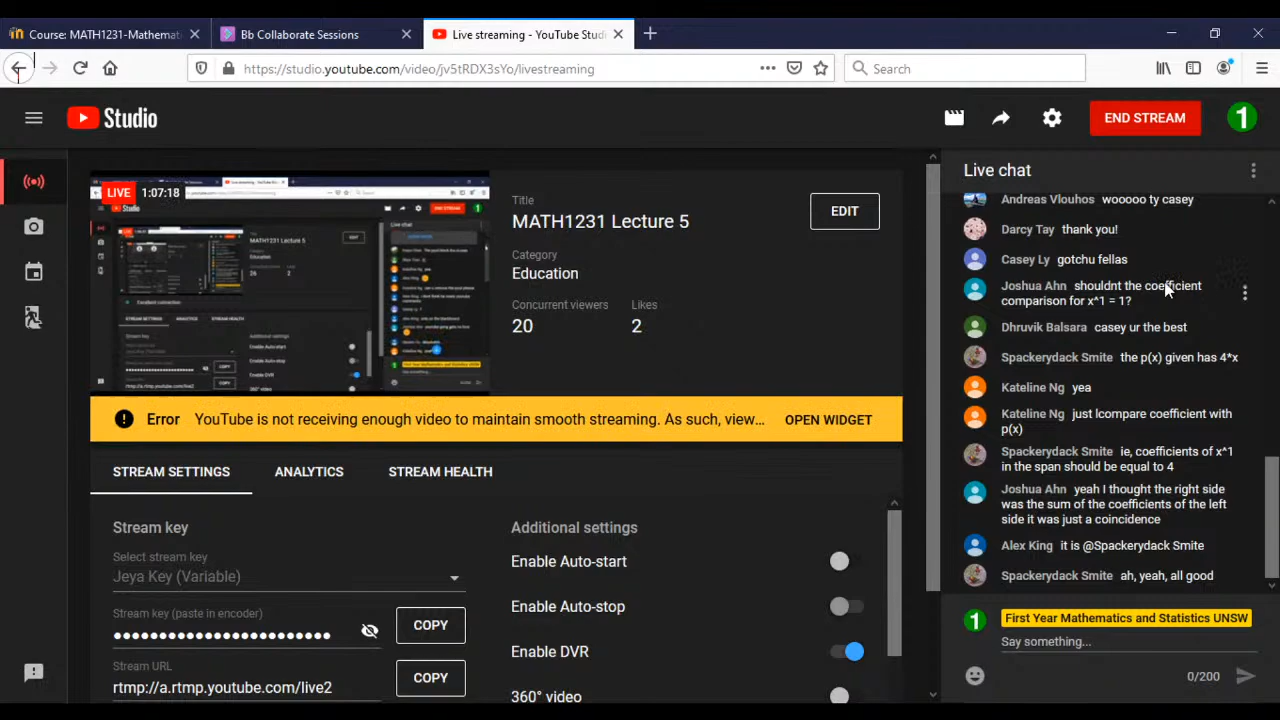 Course: MATH1231-Mathemat
Bb Collaborate Sessions
Live streaming - YouTube Studi
https://studio.youtube.com/video/jv5tRDX3sYo/livestreaming
Search
Studio
END STREAM
1
LIVE
1:07:18
Title
MATH1231 Lecture 5
EDIT
Category
Education
Concurrent viewers
20
Likes
2
Error
YouTube is not receiving enough video to maintain smooth streaming. As such, view...
OPEN WIDGET
STREAM SETTINGS
ANALYTICS
STREAM HEALTH
Stream key
Select stream key
Jeya Key (Variable)
Stream key (paste in encoder)
COPY
Stream URL
rtmp://a.rtmp.youtube.com/live2
COPY
Additional settings
Enable Auto-start
Enable Auto-stop
Enable DVR
360° video
Live chat
Andreas Vlouhos wooooo ty casey
Darcy Tay thank you!
Casey Ly gotchu fellas
Joshua Ahn shouldnt the coefficient
comparison for x^1 = 1?
Dhruvik Balsara casey ur the best
Spackerydack Smite the p(x) given has 4*x
Kateline Ng yea
Kateline Ng just lcompare coefficient with
p(x)
Spackerydack Smite ie, coefficients of x^1
in the span should be equal to 4
Joshua Ahn yeah I thought the right side
was the sum of the coefficients of the left
side it was just a coincidence
Alex King it is @Spackerydack Smite
Spackerydack Smite ah, yeah, all good
1
First Year Mathematics and Statistics UNSW
Say something...
0/200